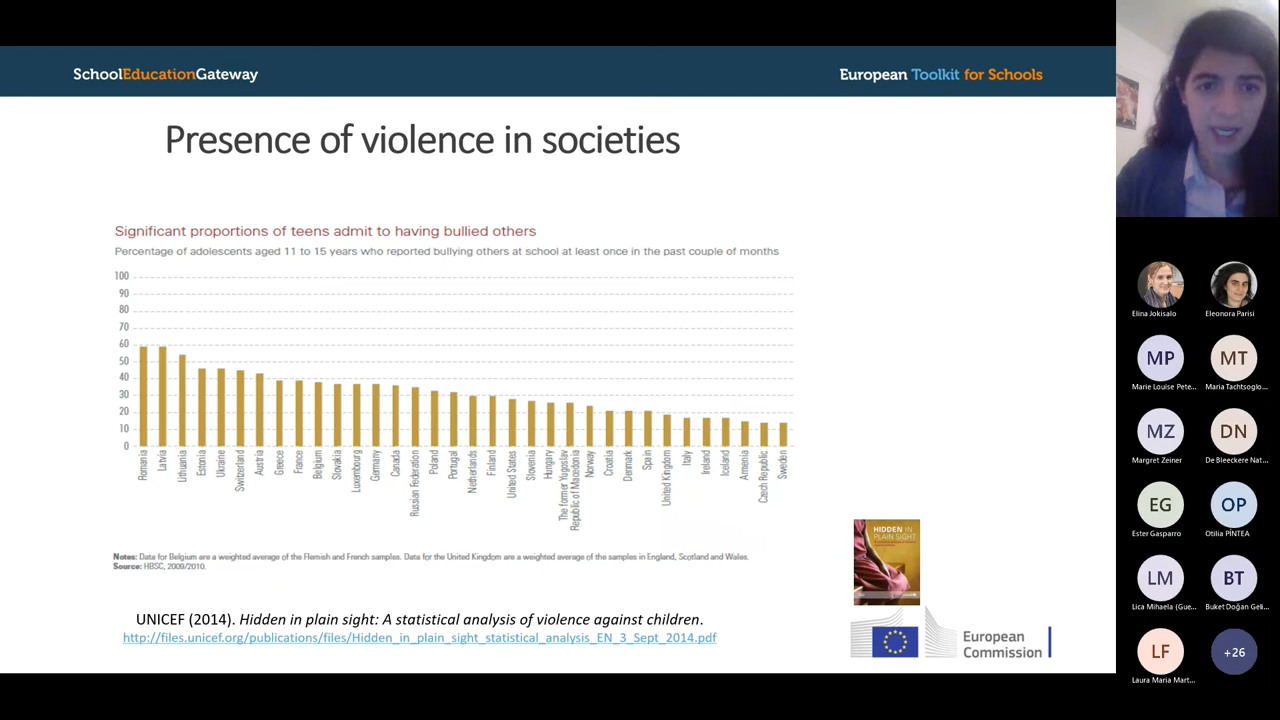 SchoolEducationGateway
European Toolkit for Schools
Presence of violence in societies
Significant proportions of teens admit to having bullied others
Percentage of adolescents aged 11 to 15 years who reported bullying others at school at least once in the past couple of months
100
90
80
70
60
50
40
30
20
10
0
Romania
Latvia
Lithuania
Estonia
Ukraine
Switzerland
Austria
Greece
France
Belgium
Slovakia
Luxembourg
Germany
Canada
Russian Federation
Poland
Portugal
Netherlands
Finland
United States
Slovenia
Hungary
The former Yugoslav
Republic of Macedonia
Norway
Croatia
Denmark
Spain
United Kingdom
Italy
Ireland
Iceland
Armenia
Czech Republic
Sweden
Notes: Data for Belgium are a weighted average of the Flemish and French samples. Data for the United Kingdom are a weighted average of the samples in England, Scotland and Wales.
Source: HBSC, 2009/2010.
HIDDEN IN
PLAIN SIGHT
UNICEF (2014). Hidden in plain sight: A statistical analysis of violence against children.
http://files.unicef.org/publications/files/Hidden_in_plain_sight_statistical_analysis_EN_3_Sept_2014.pdf
European
Commission
Elina Jokisalo
Eleonora Parisi
MP
Marie Louise Pete...
MT
Maria Tachtsoglo...
MZ
Margret Zeiner
DN
De Bleeckere Nat...
EG
Ester Gasparro
OP
Otilia PÎNTEA
LM
Lica Mihaela (Gue...
BT
Buket Doğan Geli...
LF
Laura Maria Mart...
+26